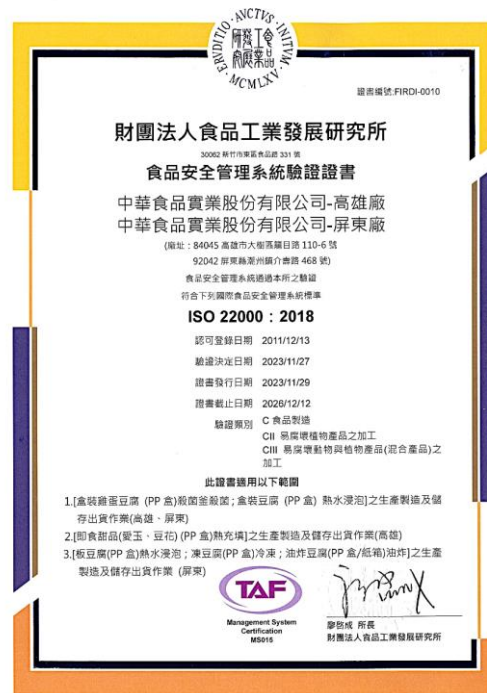 ERVDITIO · AVCTVS · INITVM · MCMLXV ·
證書編號:FIRDI-0010
財團法人食品工業發展研究所
30062 新竹市東區食品路 331 號
食品安全管理系統驗證證書
中華食品實業股份有限公司-高雄廠
中華食品實業股份有限公司-屏東廠
(廠址：84045 高雄市大樹區龍目路 110-6 號
92042 屏東縣潮州鎮介壽路 468 號)
食品安全管理系統通過本所之驗證
符合下列國際食品安全管理系統標準
ISO 22000：2018
認可登錄日期 2011/12/13
驗證決定日期 2023/11/27
證書發行日期 2023/11/29
證書截止日期 2026/12/12
驗證類別 C 食品製造
CII 易腐壞植物產品之加工
CIII 易腐壞動物與植物產品(混合產品)之
加工
此證書適用以下範圍
1.[盒裝雞蛋豆腐 (PP 盒)殺菌釜殺菌；盒裝豆腐 (PP 盒) 熱水浸泡]之生產製造及儲
存出貨作業(高雄、屏東)
2.[即食甜品(愛玉、豆花) (PP 盒)熱充填]之生產製造及儲存出貨作業(高雄)
3.[板豆腐(PP 盒)熱水浸泡；凍豆腐(PP 盒)冷凍；油炸豆腐(PP 盒/紙箱)油炸]之生產
製造及儲存出貨作業 (屏東)
TAF
Management System
Certification
MS015
廖啓成 所長
財團法人食品工業發展研究所